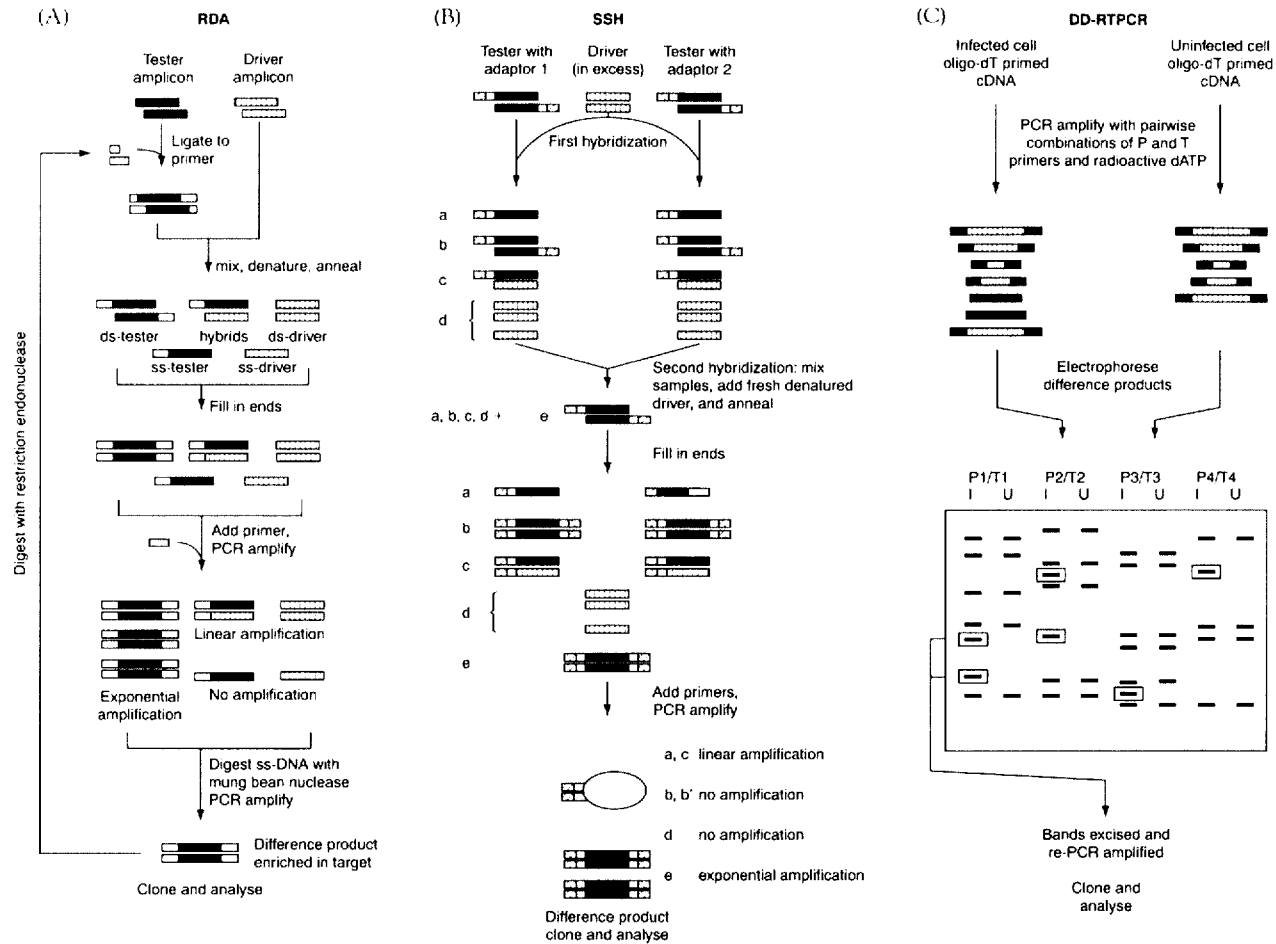 (A)
RDA
Tester
amplicon
Driver
amplicon
Ligate to
primer
mix, denature, anneal
ds-tester
hybrids
ds-driver
ss-tester
ss-driver
Fill in ends
Add primer,
PCR amplify
Linear amplification
No amplification
Exponential
amplification
Digest ss-DNA with
mung bean nuclease
PCR amplify
Difference product
enriched in target
Clone and analyse
Digest with restriction endonuclease
(B)
SSH
Tester with
adaptor 1
Driver
(in excess)
Tester with
adaptor 2
First hybridization
a
b
c
d
Second hybridization: mix
samples, add fresh denatured
driver, and anneal
a, b, c, d +
e
Fill in ends
a
b
c
d
e
Add primers,
PCR amplify
a, c linear amplification
b, b' no amplification
d no amplification
e exponential amplification
Difference product
clone and analyse
(C)
DD-RTPCR
Infected cell
oligo-dT primed
cDNA
Uninfected cell
oligo-dT primed
cDNA
PCR amplify with pairwise
combinations of P and T
primers and radioactive dATP
Electrophorese
difference products
P1/T1 P2/T2 P3/T3 P4/T4
I U I U I U I U
Bands excised and
re-PCR amplified
Clone and
analyse